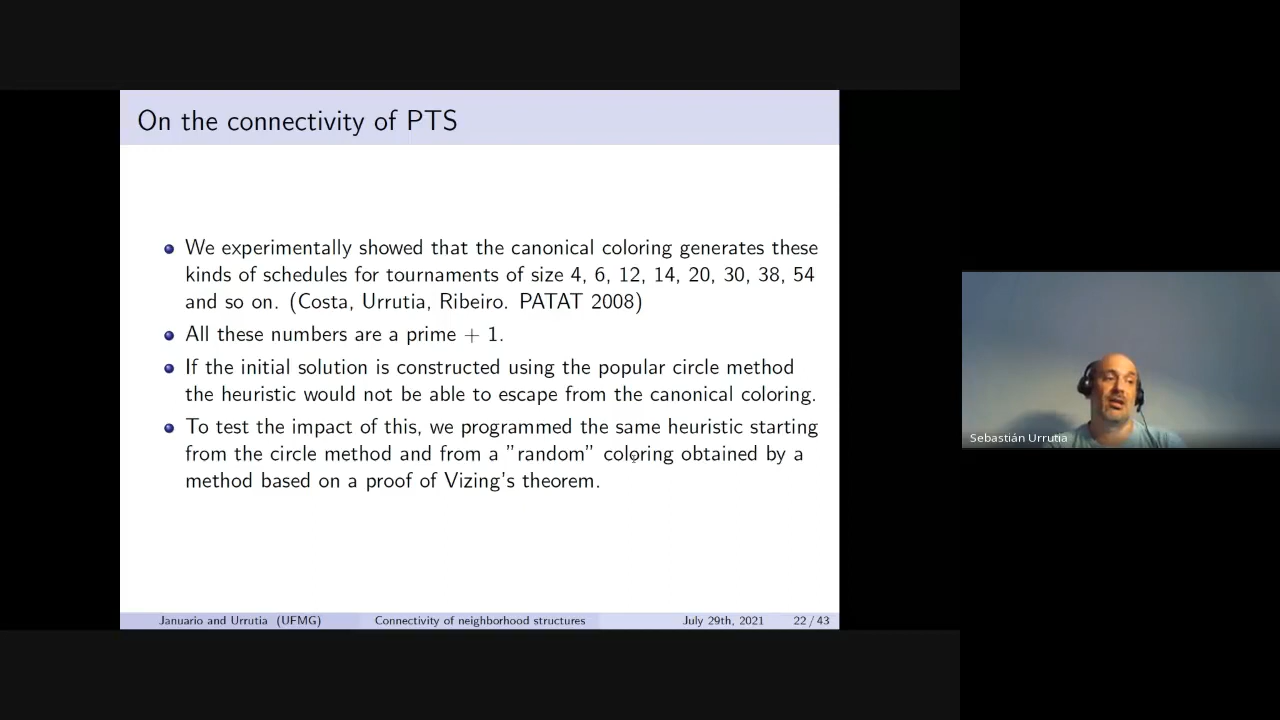 On the connectivity of PTS
We experimentally showed that the canonical coloring generates these
kinds of schedules for tournaments of size 4, 6, 12, 14, 20, 30, 38, 54
and so on. (Costa, Urrutia, Ribeiro. PATAT 2008)
All these numbers are a prime + 1.
If the initial solution is constructed using the popular circle method
the heuristic would not be able to escape from the canonical coloring.
To test the impact of this, we programmed the same heuristic starting
from the circle method and from a "random" coloring obtained by a
method based on a proof of Vizing's theorem.
Januario and Urrutia (UFMG) Connectivity of neighborhood structures July 29th, 2021 22 / 43
Sebastián Urrutia